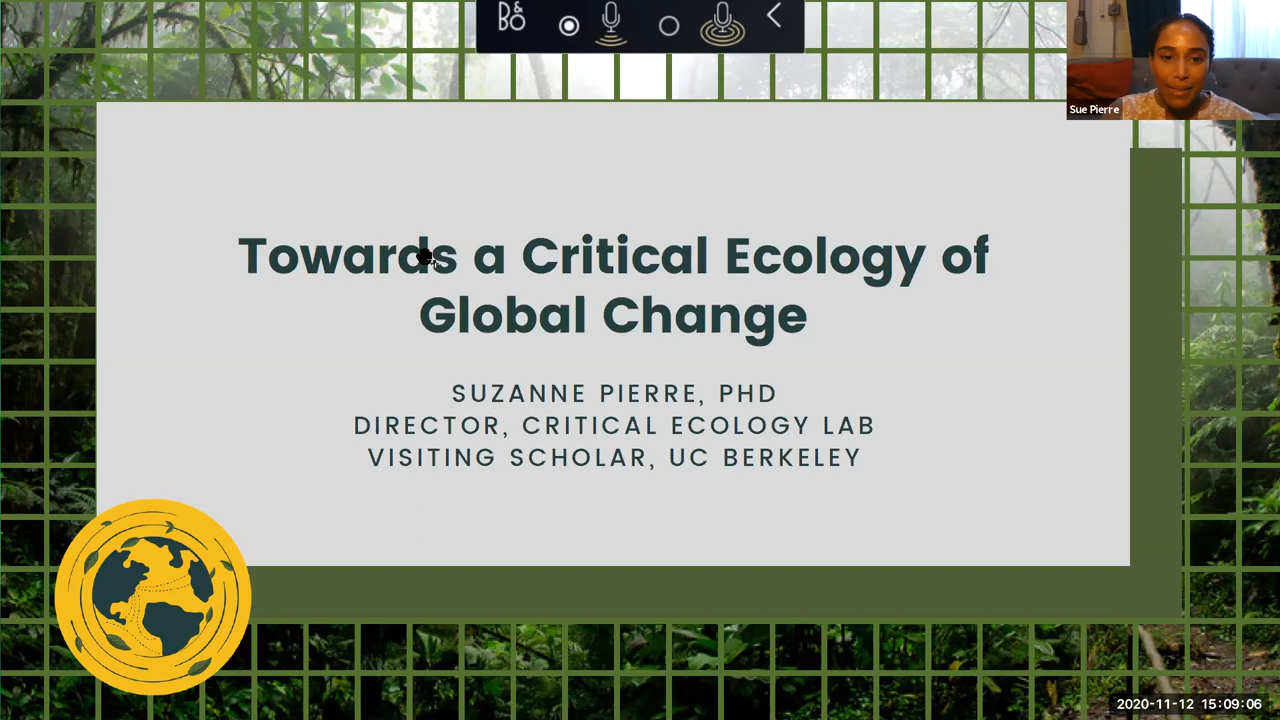 B&
BO
Sue Pierre
Towards a Critical Ecology of
Global Change
SUZANNE PIERRE, PHD
DIRECTOR, CRITICAL ECOLOGY LAB
VISITING SCHOLAR, UC BERKELEY
2020-11-12 15:09:06